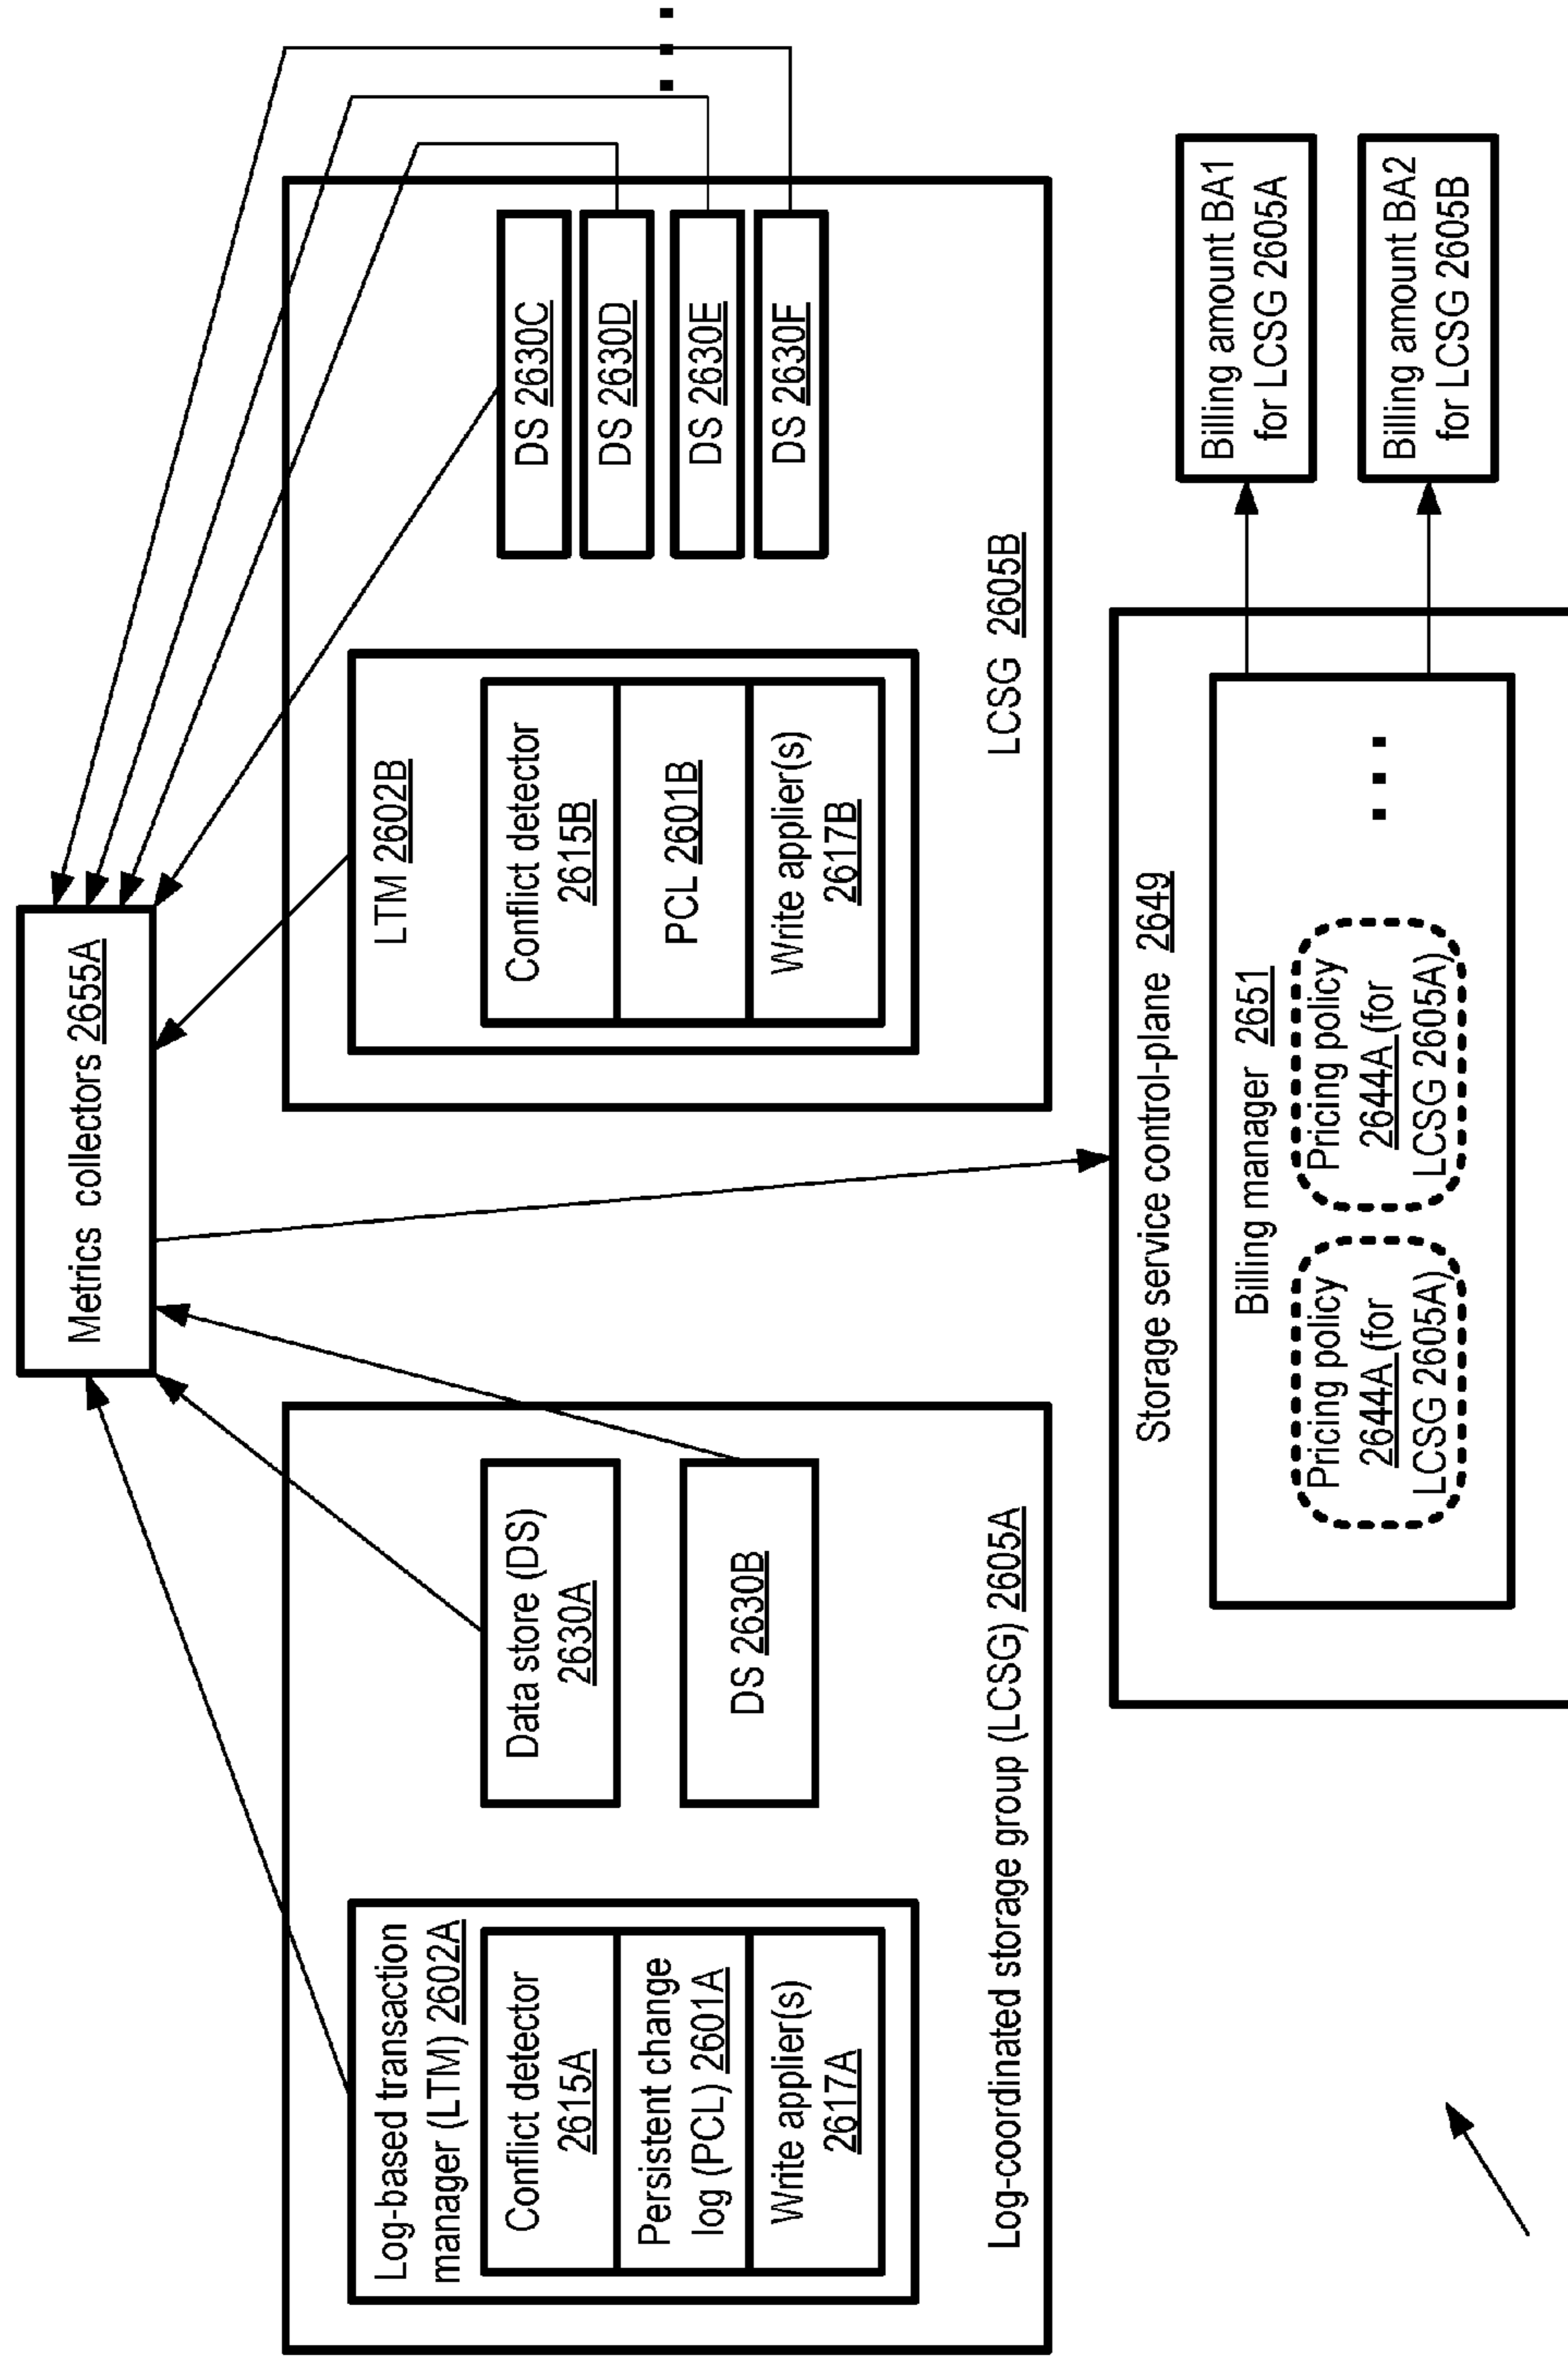 Metrics collectors 2655A
Log-based transaction
manager (LTM) 2602A
Conflict detector
2615A
Persistent change
log (PCL) 2601A
Write applier(s)
2617A
Data store (DS)
2630A
DS 2630B
Log-coordinated storage group (LCSG) 2605A
LTM 2602B
Conflict detector
2615B
PCL 2601B
Write applier(s)
2617B
DS 2630C
DS 2630D
DS 2630E
DS 2630F
LCSG 2605B
Storage service control-plane 2649
Billing manager 2651
Pricing policy
2644A (for
LCSG 2605A)
Pricing policy
2644A (for
LCSG 2605A)
Billing amount BA1
for LCSG 2605A
Billing amount BA2
for LCSG 2605B